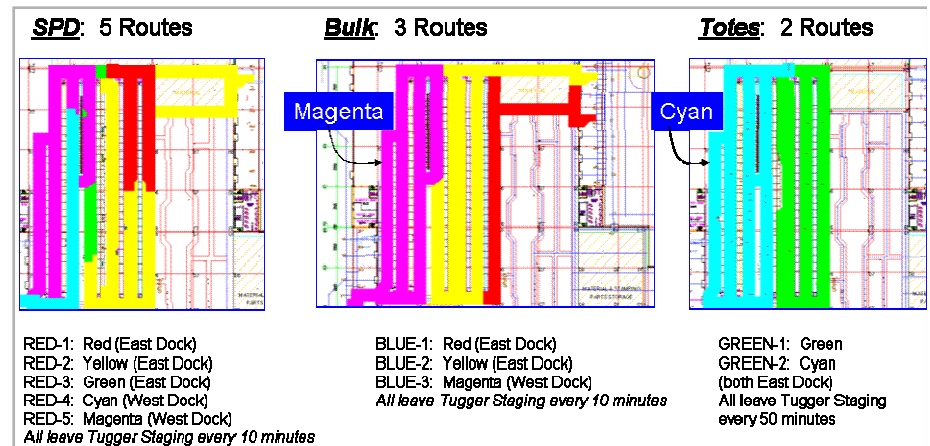 SPD: 5 Routes
Bulk: 3 Routes
Totes: 2 Routes
Magenta
Cyan
RED-1: Red (East Dock)
RED-2: Yellow (East Dock)
RED-3: Green (East Dock)
RED-4: Cyan (West Dock)
RED-5: Magenta (West Dock)
All leave Tugger Staging every 10 minutes
BLUE-1: Red (East Dock)
BLUE-2: Yellow (East Dock)
BLUE-3: Magenta (West Dock)
All leave Tugger Staging every 10 minutes
GREEN-1: Green
GREEN-2: Cyan
(both East Dock)
All leave Tugger Staging
every 50 minutes
MATERIAL & STAMPING
PARTS STORAGE